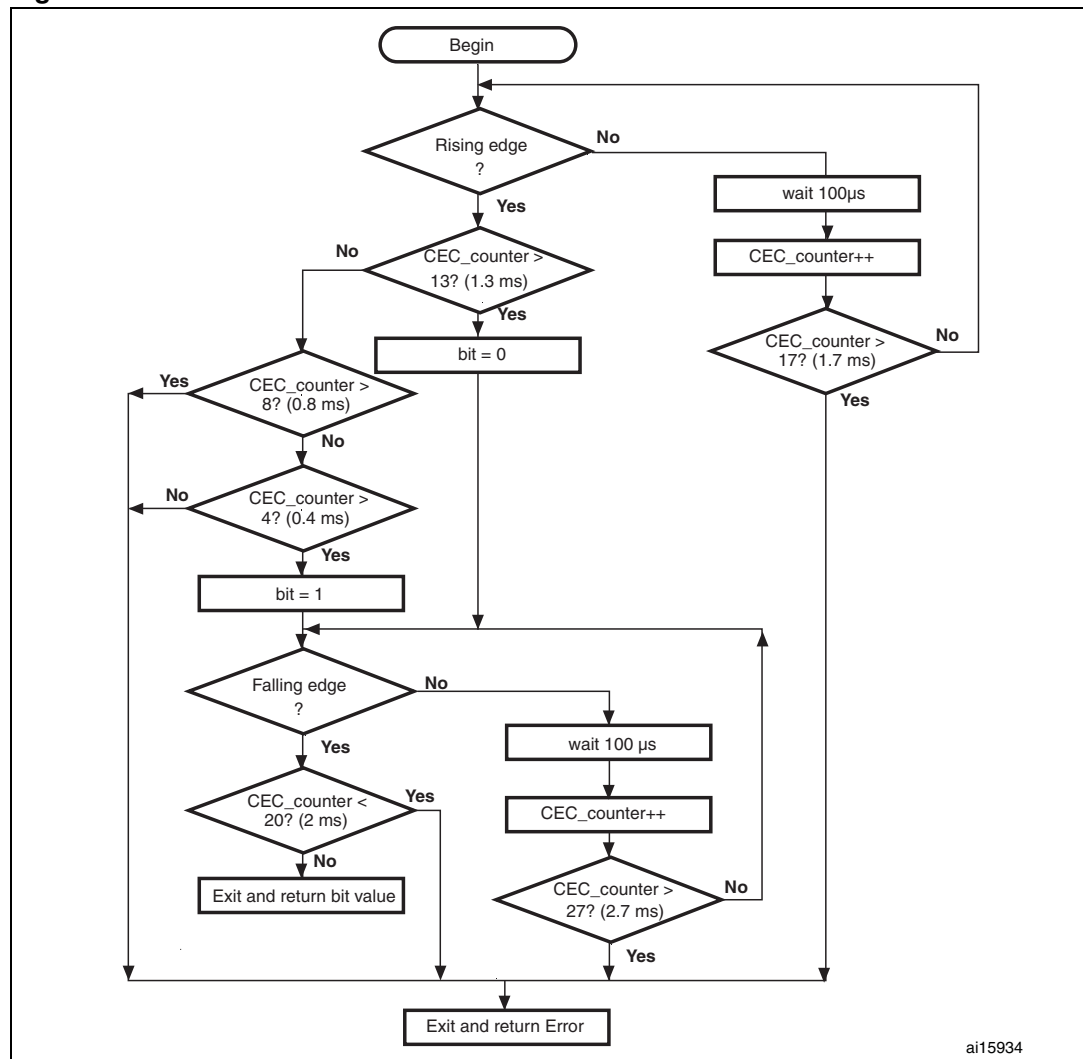 Begin
Rising edge
?
No
wait 100µs
CEC_counter++
CEC_counter >
17? (1.7 ms)
No
Yes
Yes
CEC_counter >
13? (1.3 ms)
No
Yes
bit = 0
CEC_counter >
8? (0.8 ms)
Yes
No
CEC_counter >
4? (0.4 ms)
No
Yes
bit = 1
Falling edge
?
No
wait 100 µs
CEC_counter++
CEC_counter >
27? (2.7 ms)
No
Yes
Yes
CEC_counter <
20? (2 ms)
Yes
No
Exit and return bit value
Exit and return Error
ai15934